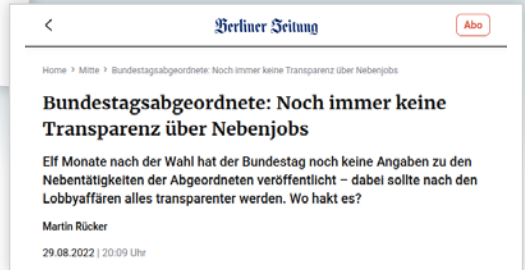 Berliner Zeitung
Abo
Home > Mitte > Bundestagsabgeordnete: Noch immer keine Transparenz über Nebenjobs
Bundestagsabgeordnete: Noch immer keine
Transparenz über Nebenjobs
Elf Monate nach der Wahl hat der Bundestag noch keine Angaben zu den
Nebentätigkeiten der Abgeordneten veröffentlicht – dabei sollte nach den
Lobbyaffären alles transparenter werden. Wo hakt es?
Martin Rücker
29.08.2022 | 20:09 Uhr